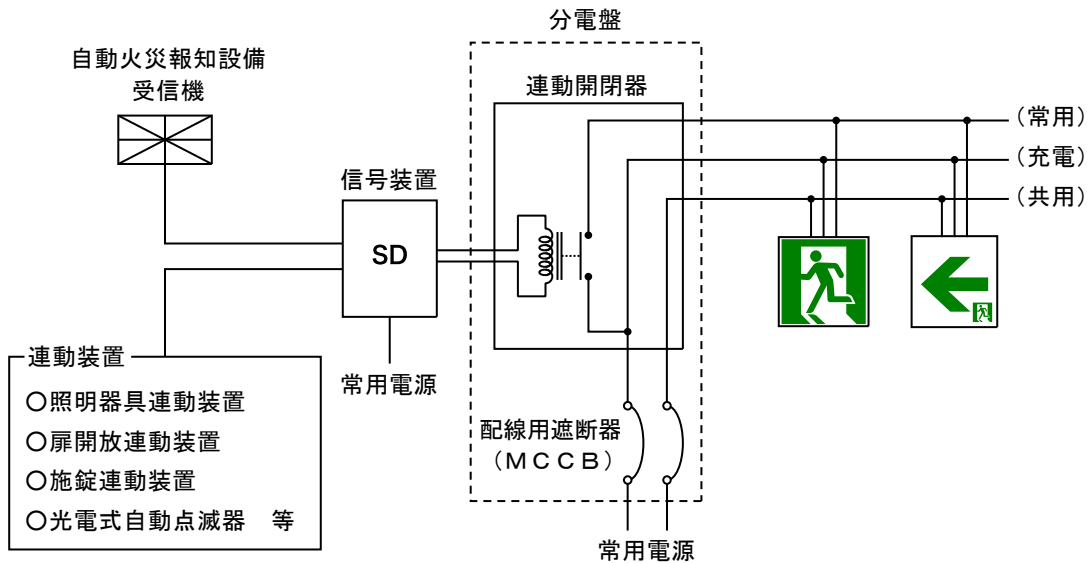 分電盤
自動火災報知設備
受信機
連動開閉器
(常用)
(充電)
(共用)
信号装置
SD
常用電源
連動装置
○照明器具連動装置
○扉開放連動装置
○施錠連動装置
○光電式自動点滅器　等
配線用遮断器
(ＭＣＣＢ)
常用電源